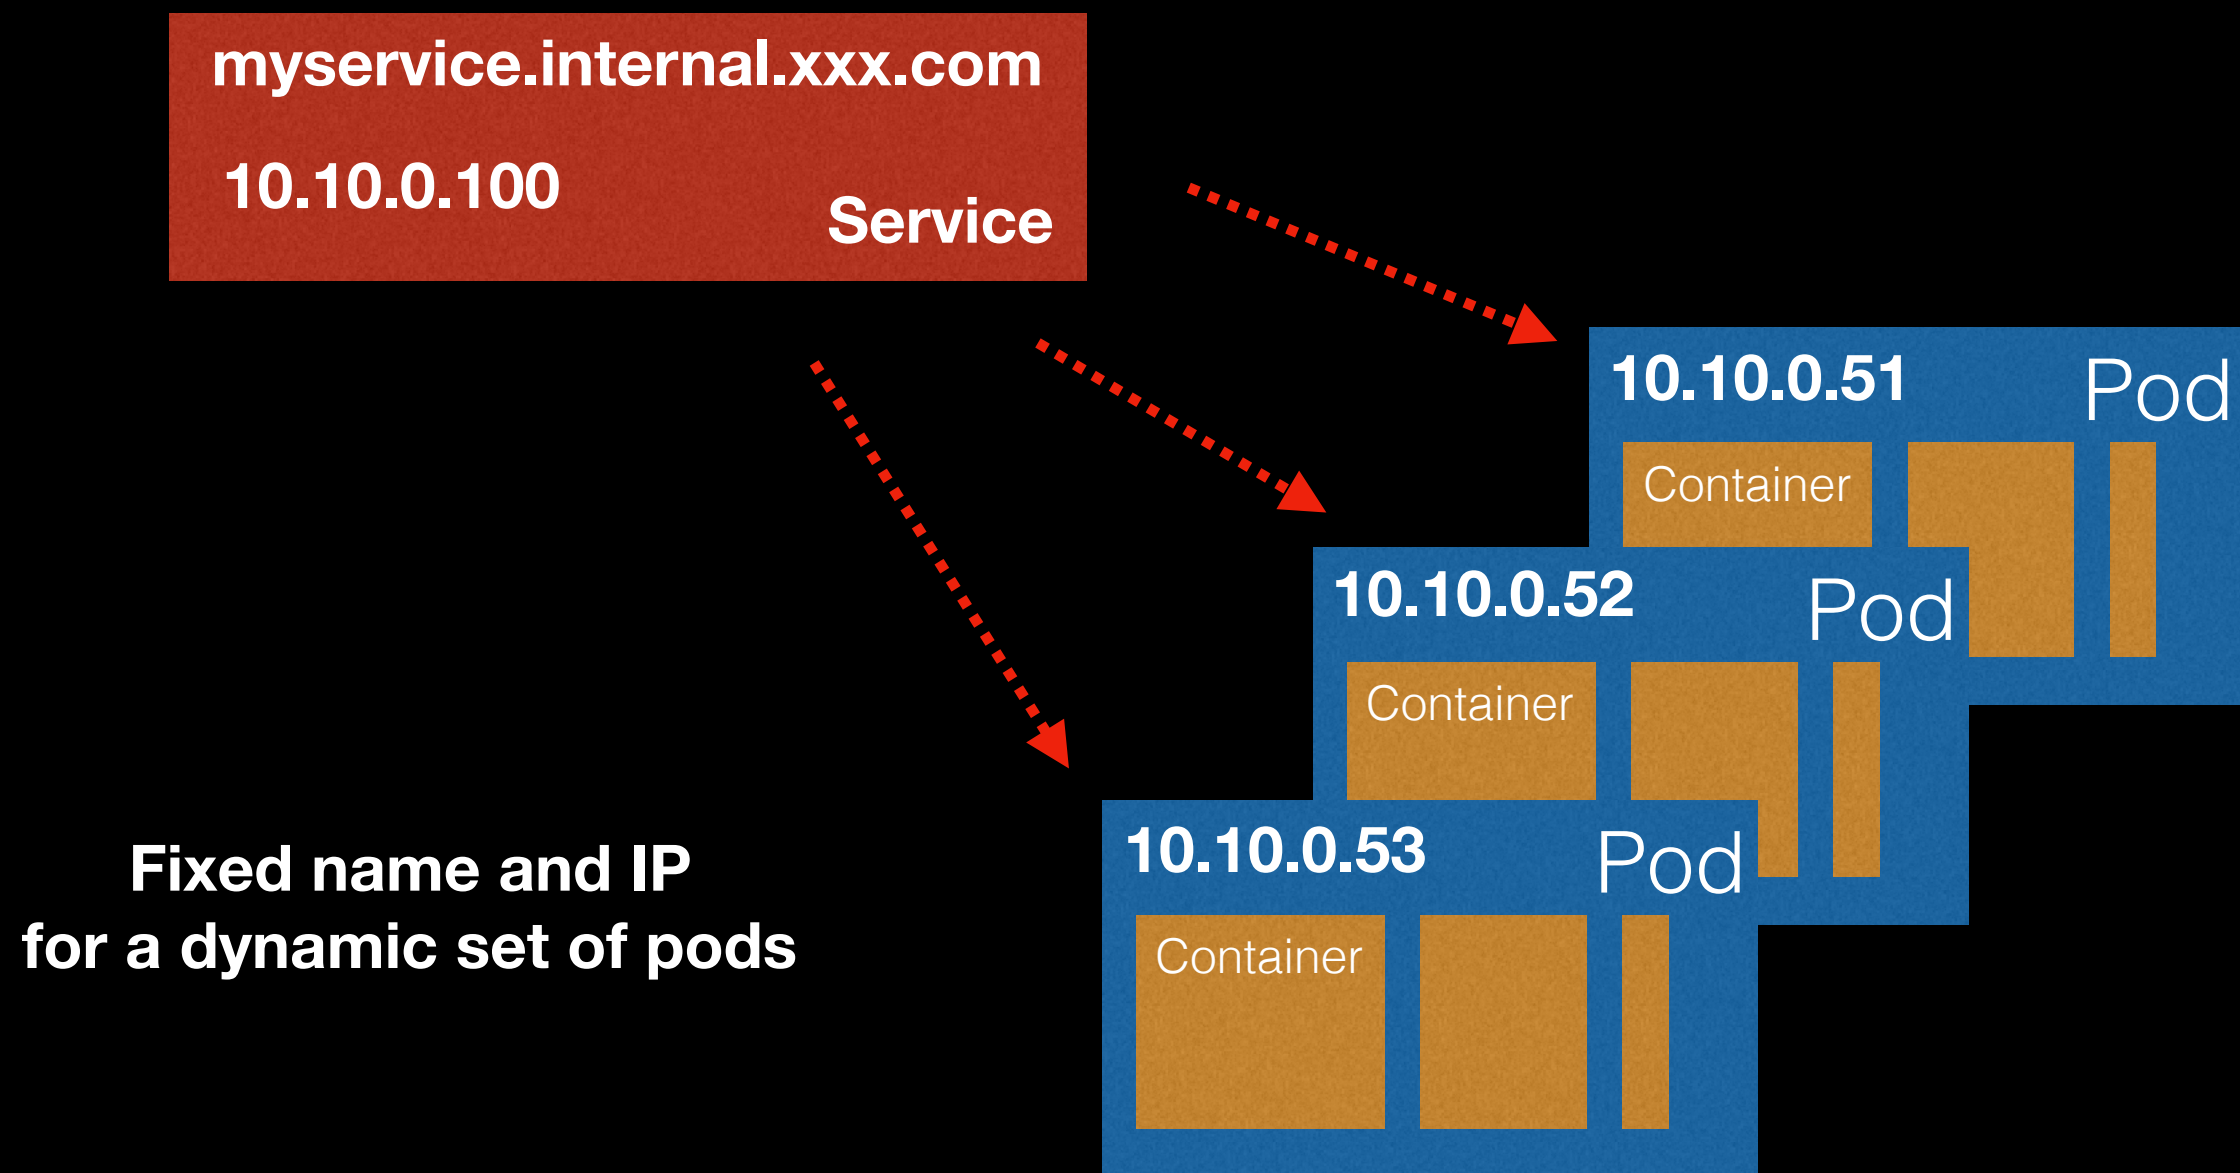 myservice.internal.xxx.com
10.10.0.100
Service
10.10.0.51
Pod
Container
10.10.0.52
Pod
Container
10.10.0.53
Pod
Container
Fixed name and IP
for a dynamic set of pods